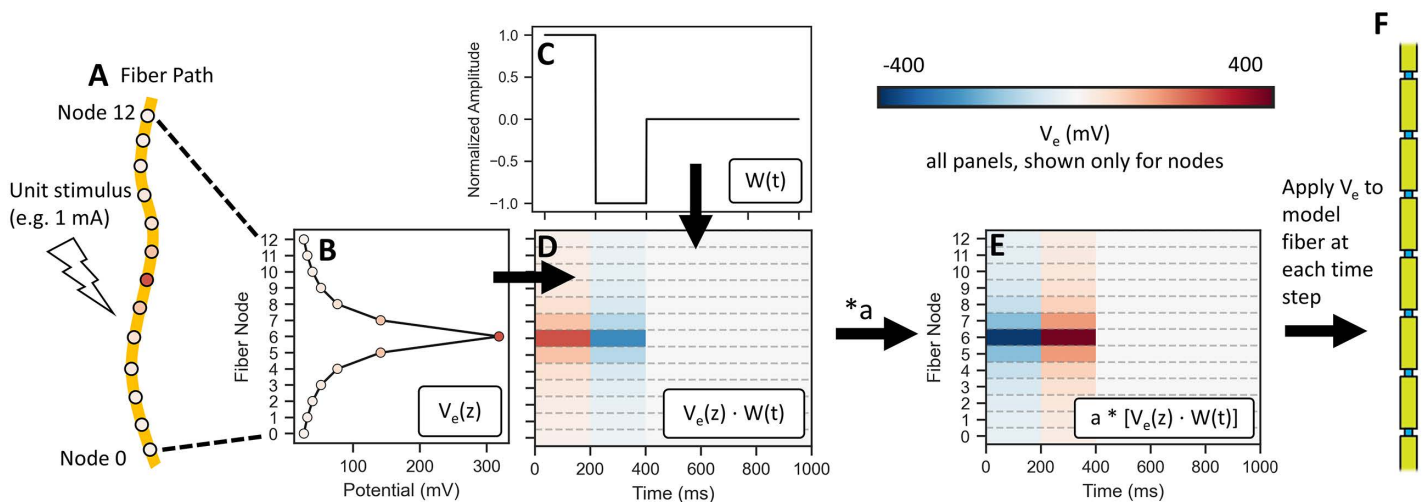 A
Fiber Path
Node 12
Unit stimulus
(e.g. 1 mA)
Node 0
B
Fiber Node
12
11
10
9
8
7
6
5
4
3
2
1
0
Ve(z)
100
200
300
Potential (mV)
C
Normalized Amplitude
1.0
0.5
0.0
−0.5
−1.0
W(t)
D
Ve(z) · W(t)
0
200
400
600
800
1000
Time (ms)
-400
400
Ve (mV)
all panels, shown only for nodes
*a
E
Fiber Node
12
11
10
9
8
7
6
5
4
3
2
1
0
a * [Ve(z) · W(t)]
0
200
400
600
800
1000
Time (ms)
Apply Ve to
model
fiber at
each time
step
F